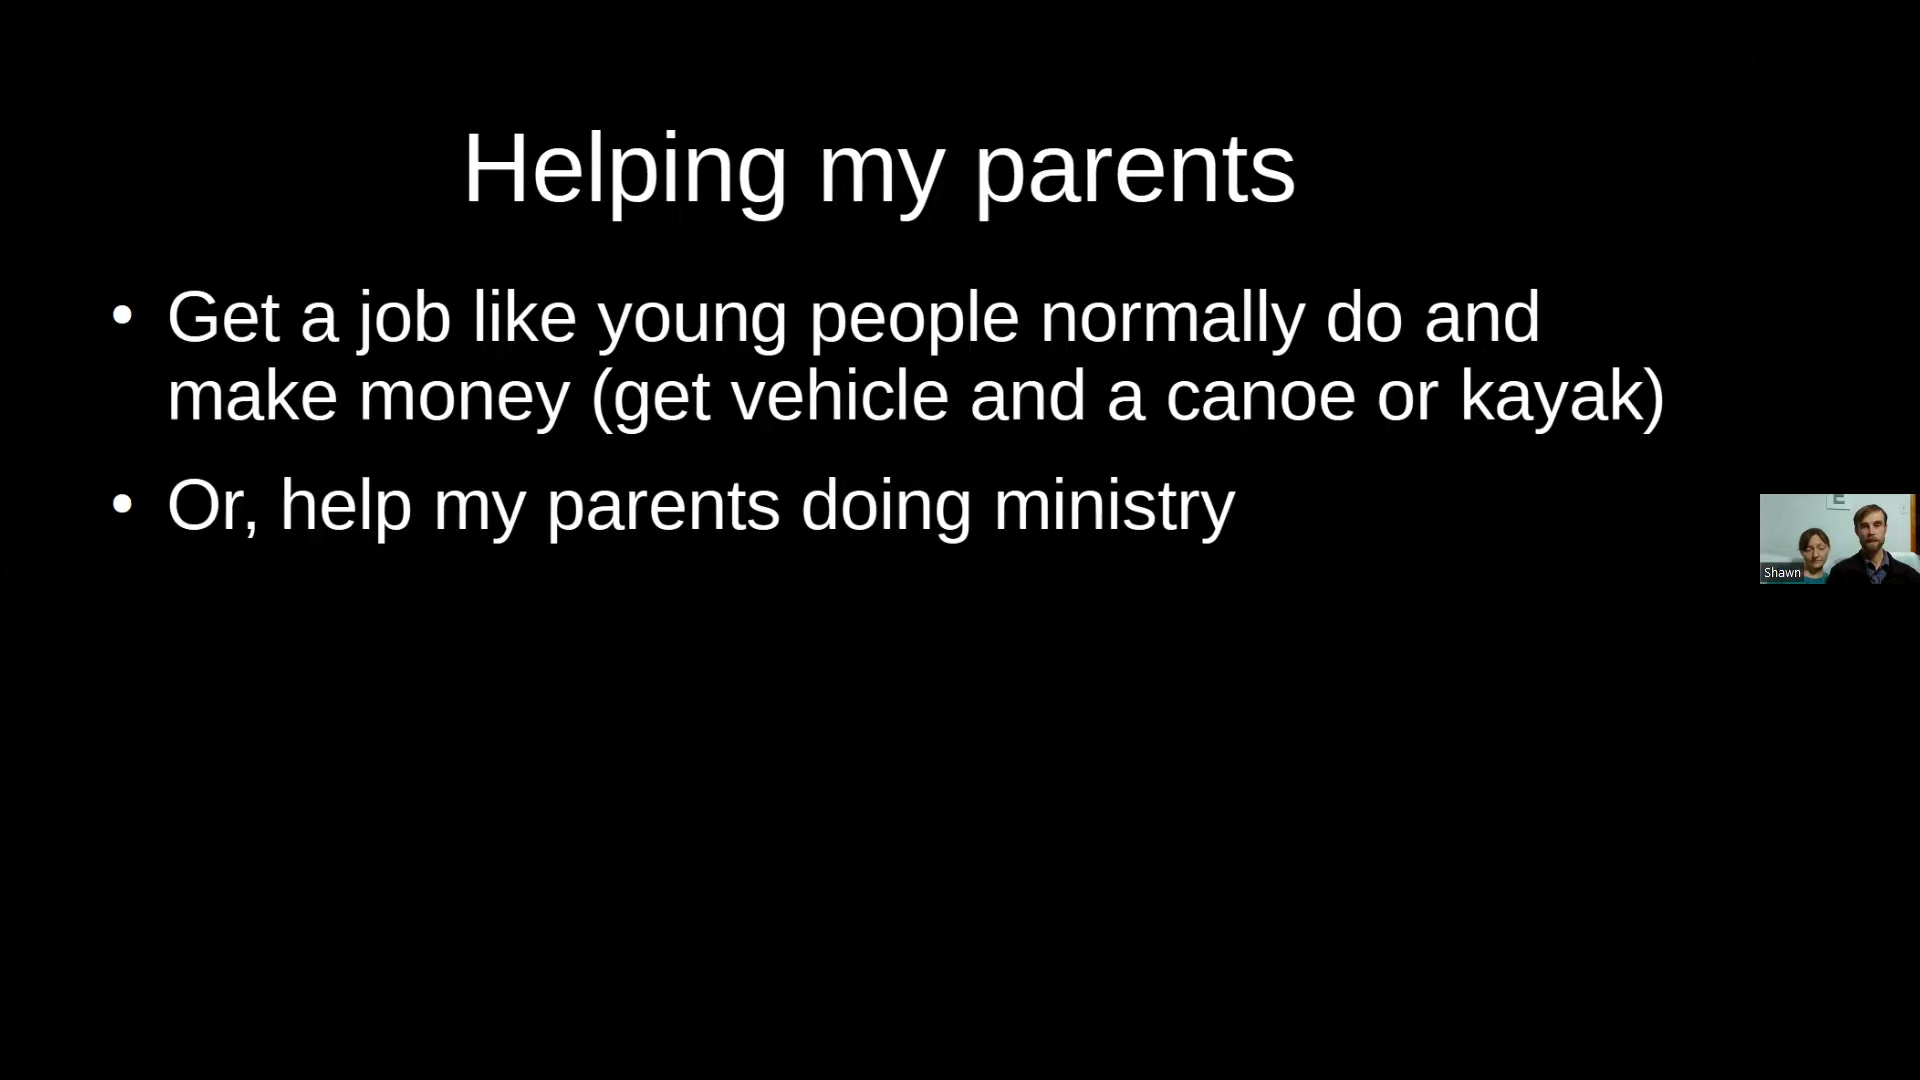 Helping my parents
• Get a job like young people normally do and
make money (get vehicle and a canoe or kayak)
• Or, help my parents doing ministry
E
Shawn